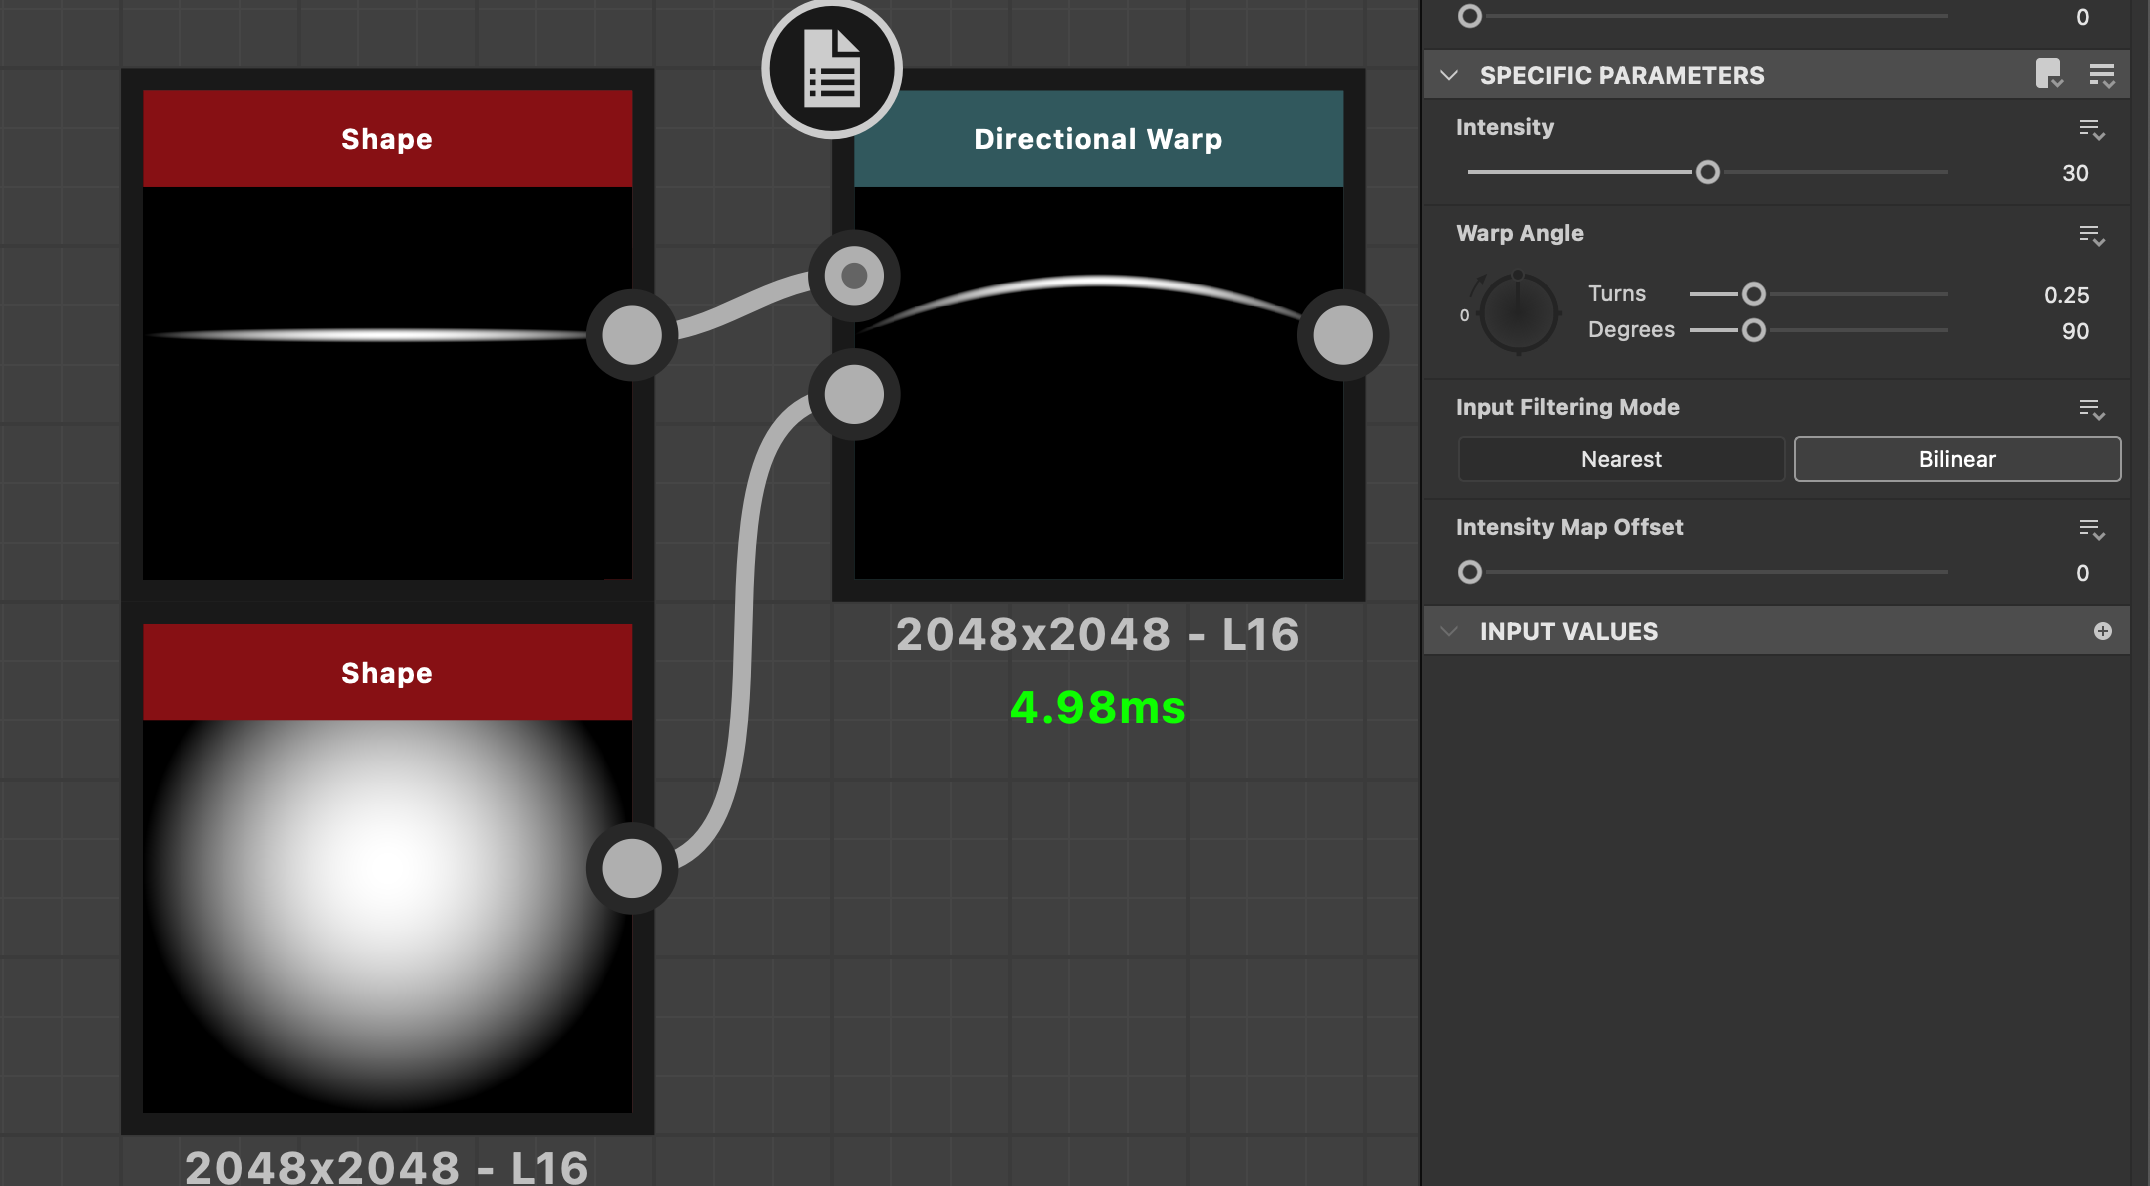 Shape
Shape
2048x2048 - L16
Directional Warp
2048x2048 - L16
4.98ms
0
SPECIFIC PARAMETERS
Intensity
30
Warp Angle
0
Turns
0.25
Degrees
90
Input Filtering Mode
Nearest
Bilinear
Intensity Map Offset
0
INPUT VALUES